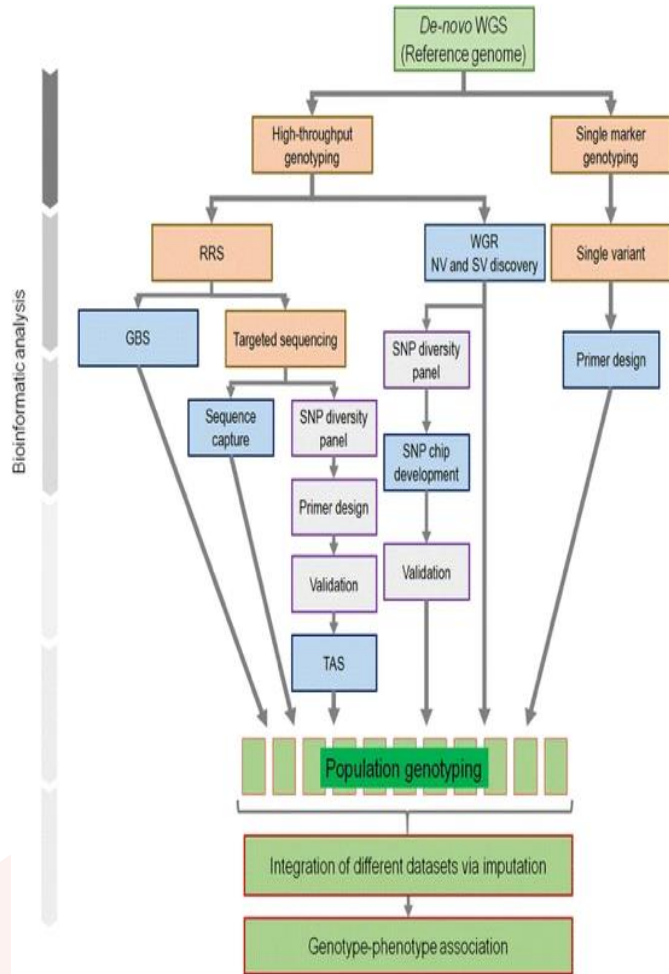 De-novo WGS
(Reference genome)
High-throughput
genotyping
Single marker
genotyping
RRS
WGR
NV and SV discovery
Single variant
GBS
Targeted sequencing
SNP diversity
panel
Primer design
Sequence
capture
SNP diversity
panel
SNP chip
development
Primer design
Validation
Validation
TAS
Population genotyping
Integration of different datasets via imputation
Genotype-phenotype association
Bioinformatic analysis